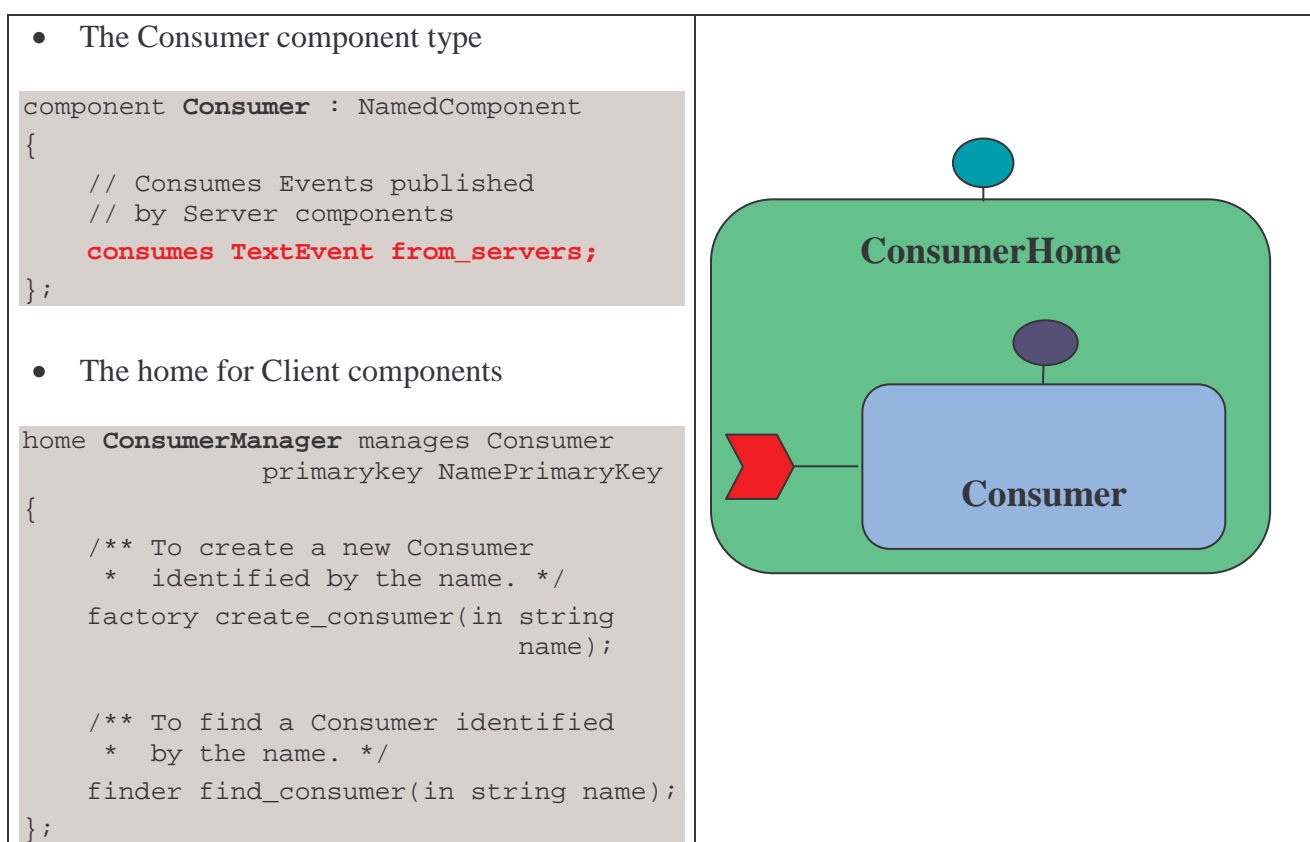 • The Consumer component type
component Consumer : NamedComponent
{
    // Consumes Events published
    // by Server components
    consumes TextEvent from_servers;
};
• The home for Client components
home ConsumerManager manages Consumer
                primarykey NamePrimaryKey
{
    /** To create a new Consumer
     *  identified by the name. */
    factory create_consumer(in string
                                 name);
    /** To find a Consumer identified
     *  by the name. */
    finder find_consumer(in string name);
};
ConsumerHome
Consumer